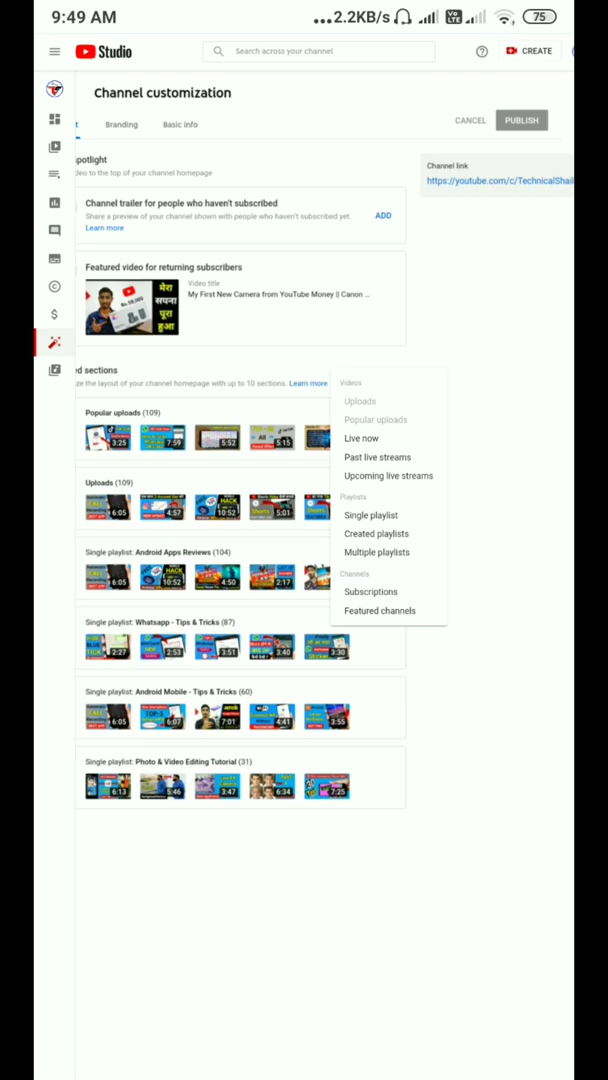 9:49 AM
...2.2KB/s
Vo LTE
75
Studio
Search across your channel
CREATE
Channel customization
t
Branding
Basic info
CANCEL
PUBLISH
potlight
deo to the top of your channel homepage
Channel link
https://youtube.com/c/TechnicalShail
Channel trailer for people who haven't subscribed
Share a preview of your channel shown with people who haven't subscribed yet.
Learn more
ADD
Featured video for returning subscribers
मेरा
सपना
पूरा
हुआ
Video title
My First New Camera from YouTube Money || Canon ...
ed sections
ze the layout of your channel homepage with up to 10 sections. Learn more
Videos
Uploads
Popular uploads
Live now
Past live streams
Upcoming live streams
Playlists
Single playlist
Created playlists
Multiple playlists
Channels
Subscriptions
Featured channels
Popular uploads (109)
3:25
7:59
5:52
5:15
Uploads (109)
6:05
4:57
10:52
5:01
Single playlist: Android Apps Reviews (104)
6:05
10:52
4:50
2:17
Single playlist: Whatsapp - Tips & Tricks (87)
2:27
2:53
3:51
3:40
3:30
Single playlist: Android Mobile - Tips & Tricks (60)
6:05
6:07
7:01
4:41
3:55
Single playlist: Photo & Video Editing Tutorial (31)
6:13
5:46
3:47
6:34
7:25